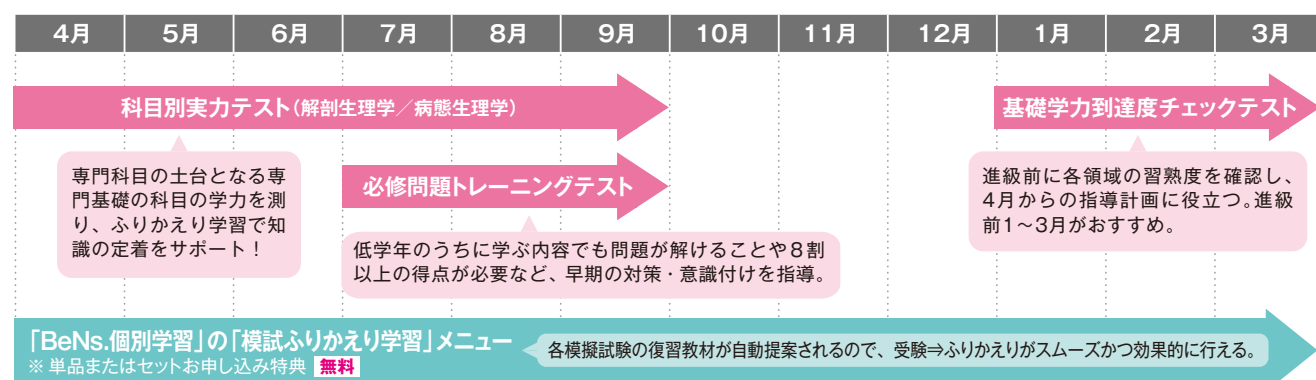 4月 5月 6月 7月 8月 9月 10月 11月 12月 1月 2月 3月
科目別実力テスト(解剖生理学／病態生理学)
基礎学力到達度チェックテスト
専門科目の土台となる専
門基礎の科目の学力を測
り、ふりかえり学習で知
識の定着をサポート！
必修問題トレーニングテスト
低学年のうちに学ぶ内容でも問題が解けることや8割
以上の得点が必要など、早期の対策・意識付けを指導。
進級前に各領域の習熟度を確認し、
4月からの指導計画に役立つ。進級
前1〜3月がおすすめ。
「BeNs.個別学習」の「模試ふりかえり学習」メニュー
※単品またはセットお申し込み特典 無料
各模擬試験の復習教材が自動提案されるので、受験⇒ふりかえりがスムーズかつ効果的に行える。